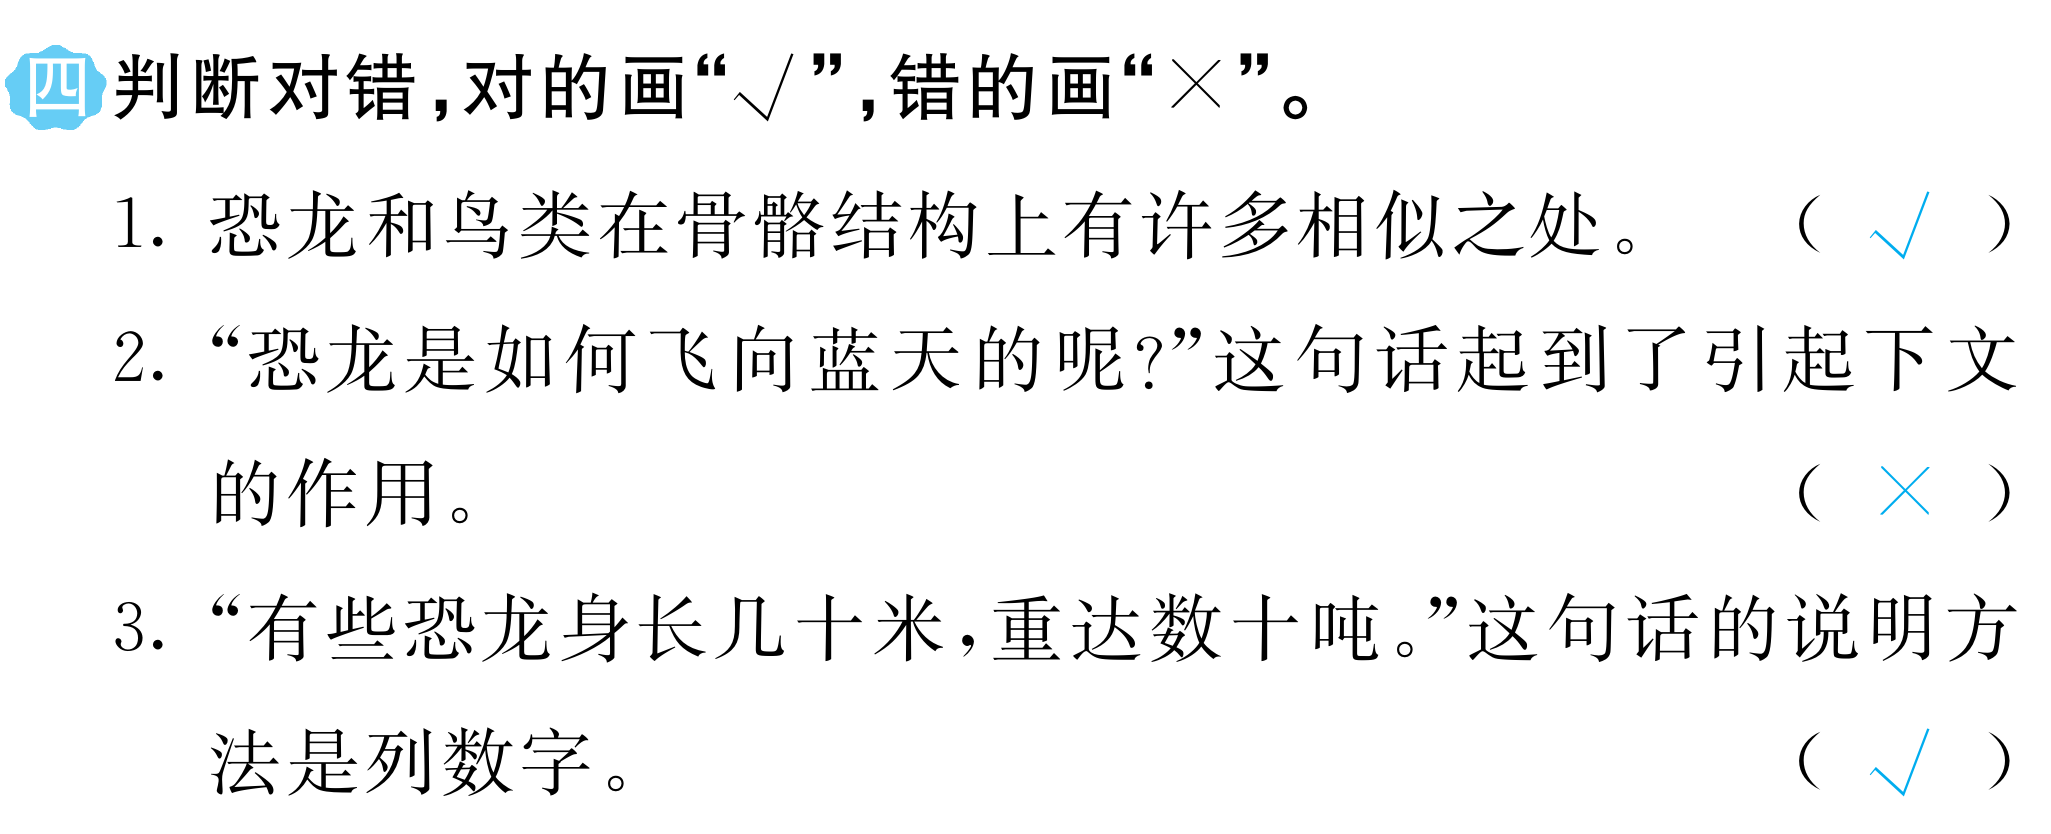 四 判断对错,对的画“√”,错的画“×”。
1. 恐龙和鸟类在骨骼结构上有许多相似之处。 ( √ )
2. “恐龙是如何飞向蓝天的呢?”这句话起到了引起下文
的作用。 ( × )
3. “有些恐龙身长几十米,重达数十吨。”这句话的说明方
法是列数字。 ( √ )